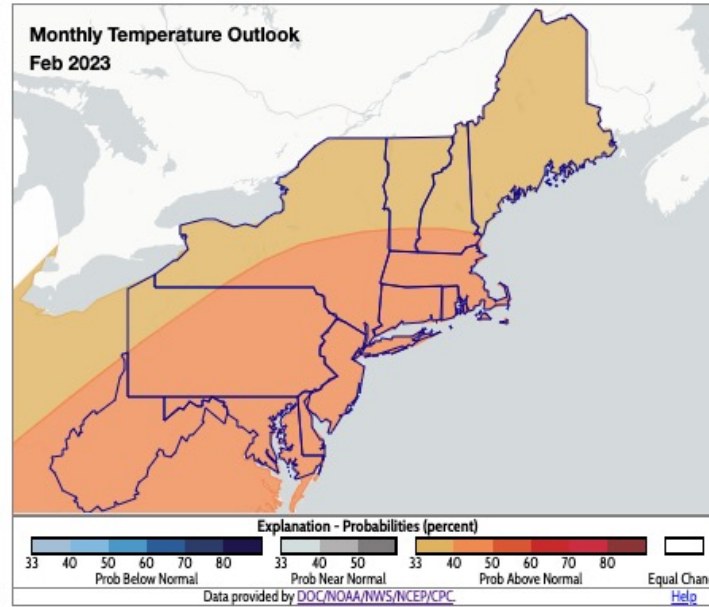 Monthly Temperature Outlook
Feb 2023
Explanation - Probabilities (percent)
33 40 50 60 70 80 33 40 50 33 40 50 60 70 80
Prob Below Normal Prob Near Normal Prob Above Normal Equal Chanc
Data provided by DOC/NOAA/NWS/NCEP/CPC. Help